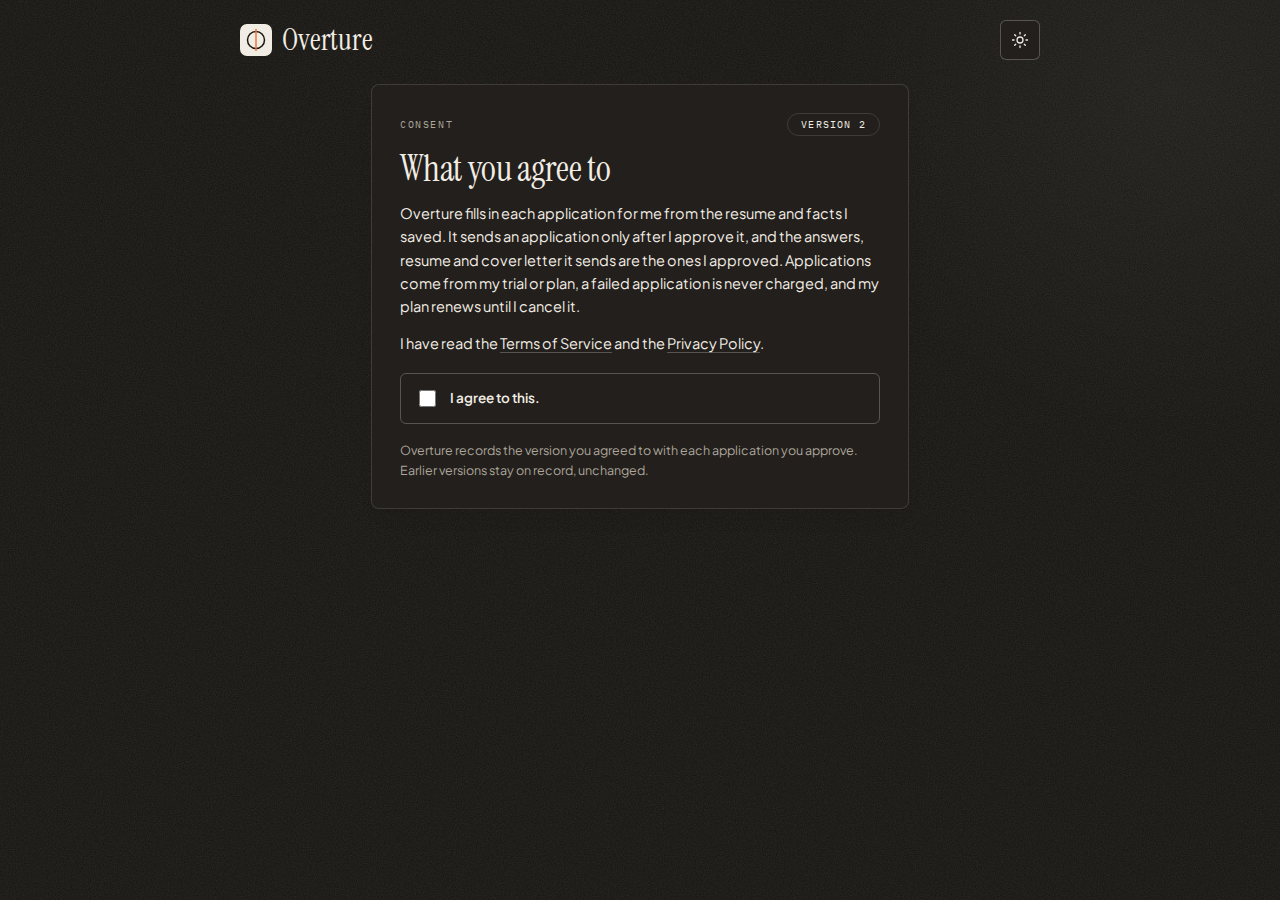 Overture
CONSENT
VERSION 2
What you agree to
Overture fills in each application for me from the resume and facts I
saved. It sends an application only after I approve it, and the answers,
resume and cover letter it sends are the ones I approved. Applications
come from my trial or plan, a failed application is never charged, and my
plan renews until I cancel it.
I have read the Terms of Service and the Privacy Policy.
I agree to this.
Overture records the version you agreed to with each application you approve.
Earlier versions stay on record, unchanged.